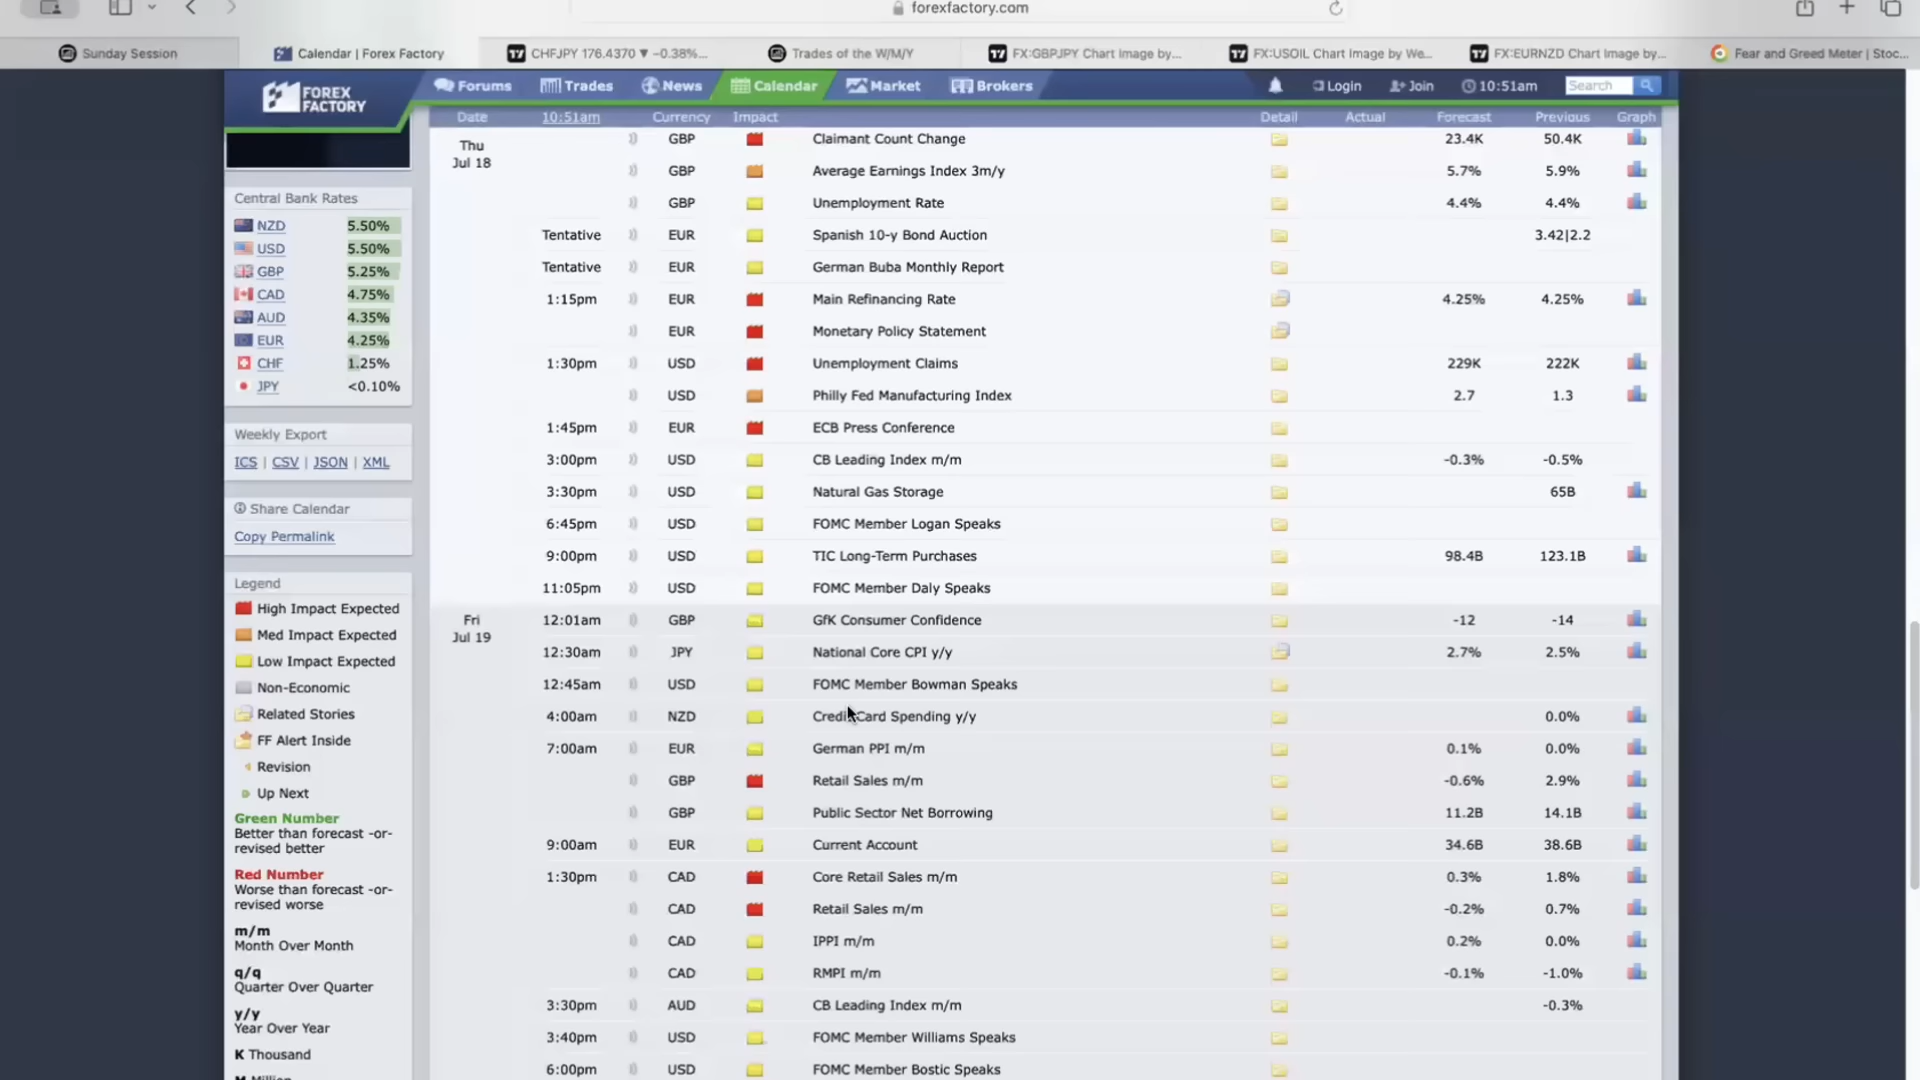 forexfactory.com
Sunday Session
Calendar | Forex Factory
CHFJPY 176.4370 ▼ −0.38%...
Trades of the W/M/Y
FX:GBPJPY Chart Image by...
FX:USOIL Chart Image by We...
FX:EURNZD Chart Image by...
Fear and Greed Meter | Stoc...
FOREX FACTORY
Forums Trades News Calendar Market Brokers Login Join 10:51am Search
Date 10:51am Currency Impact Detail Actual Forecast Previous Graph
Thu
Jul 18
GBP Claimant Count Change 23.4K 50.4K
GBP Average Earnings Index 3m/y 5.7% 5.9%
GBP Unemployment Rate 4.4% 4.4%
Tentative EUR Spanish 10-y Bond Auction 3.42|2.2
Tentative EUR German Buba Monthly Report
1:15pm EUR Main Refinancing Rate 4.25% 4.25%
EUR Monetary Policy Statement
1:30pm USD Unemployment Claims 229K 222K
USD Philly Fed Manufacturing Index 2.7 1.3
1:45pm EUR ECB Press Conference
3:00pm USD CB Leading Index m/m -0.3% -0.5%
3:30pm USD Natural Gas Storage 65B
6:45pm USD FOMC Member Logan Speaks
9:00pm USD TIC Long-Term Purchases 98.4B 123.1B
11:05pm USD FOMC Member Daly Speaks
Fri
Jul 19
12:01am GBP GfK Consumer Confidence -12 -14
12:30am JPY National Core CPI y/y 2.7% 2.5%
12:45am USD FOMC Member Bowman Speaks
4:00am NZD Credit Card Spending y/y 0.0%
7:00am EUR German PPI m/m 0.1% 0.0%
GBP Retail Sales m/m -0.6% 2.9%
GBP Public Sector Net Borrowing 11.2B 14.1B
9:00am EUR Current Account 34.6B 38.6B
1:30pm CAD Core Retail Sales m/m 0.3% 1.8%
CAD Retail Sales m/m -0.2% 0.7%
CAD IPPI m/m 0.2% 0.0%
CAD RMPI m/m -0.1% -1.0%
3:30pm AUD CB Leading Index m/m -0.3%
3:40pm USD FOMC Member Williams Speaks
6:00pm USD FOMC Member Bostic Speaks
Central Bank Rates
NZD 5.50%
USD 5.50%
GBP 5.25%
CAD 4.75%
AUD 4.35%
EUR 4.25%
CHF 1.25%
JPY <0.10%
Weekly Export
ICS | CSV | JSON | XML
Share Calendar
Copy Permalink
Legend
High Impact Expected
Med Impact Expected
Low Impact Expected
Non-Economic
Related Stories
FF Alert Inside
Revision
Up Next
Green Number
Better than forecast -or-
revised better
Red Number
Worse than forecast -or-
revised worse
m/m
Month Over Month
q/q
Quarter Over Quarter
y/y
Year Over Year
K Thousand
M Million